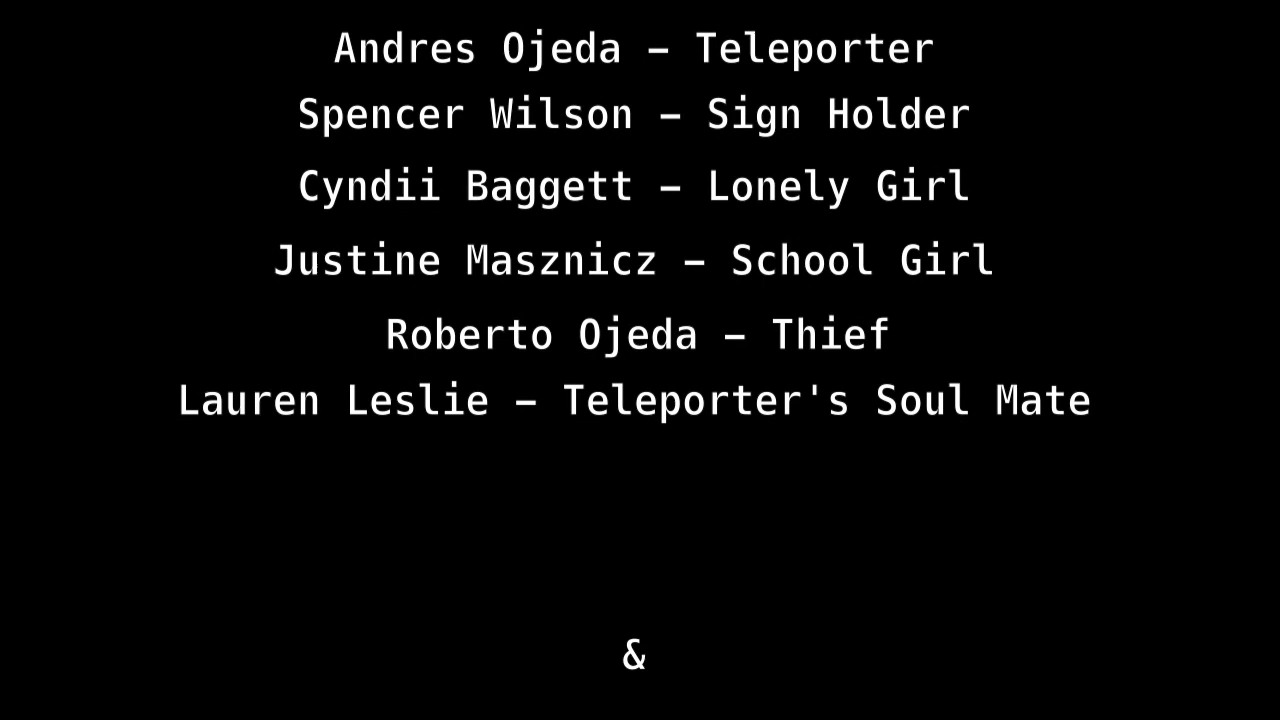 Andres Ojeda – Teleporter
Spencer Wilson – Sign Holder
Cyndii Baggett – Lonely Girl
Justine Masznicz – School Girl
Roberto Ojeda – Thief
Lauren Leslie – Teleporter's Soul Mate
&